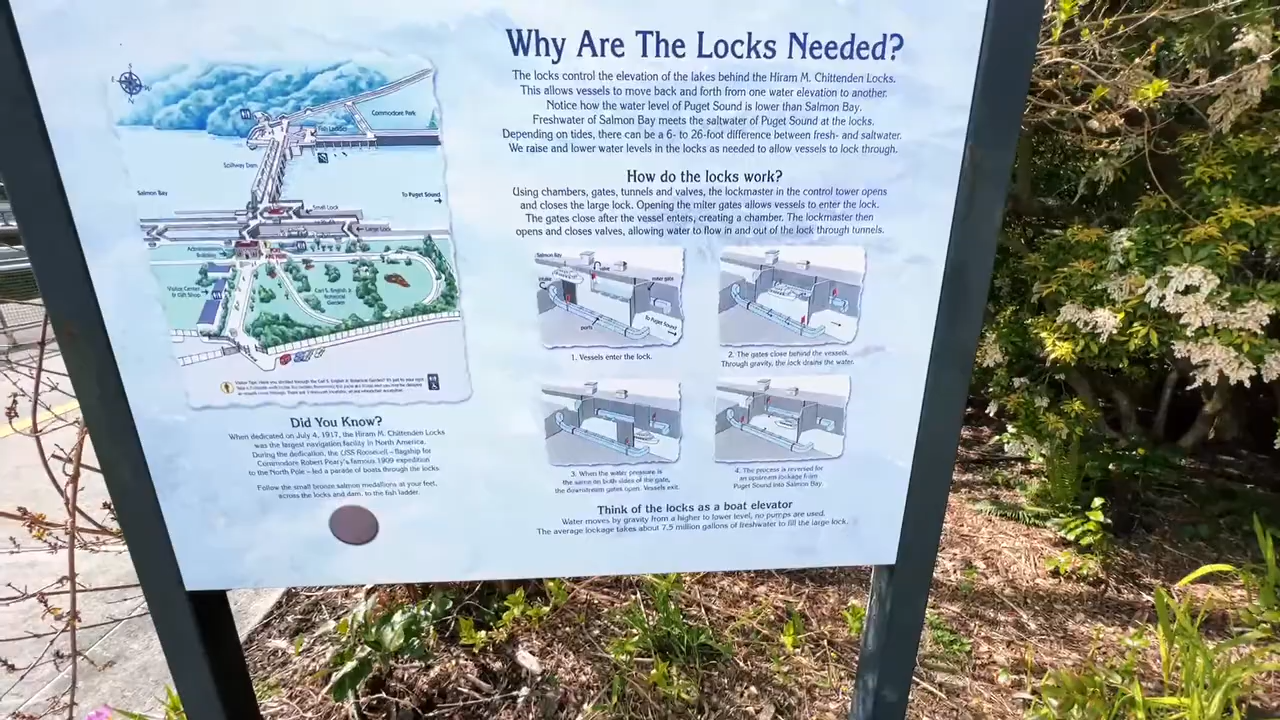 Why Are The Locks Needed?
The locks control the elevation of the lakes behind the Hiram M. Chittenden Locks.
This allows vessels to move back and forth from one water elevation to another.
Notice how the water level of Puget Sound is lower than Salmon Bay.
Freshwater of Salmon Bay meets the saltwater of Puget Sound at the locks.
Depending on tides, there can be a 6- to 26-foot difference between fresh- and saltwater.
We raise and lower water levels in the locks as needed to allow vessels to lock through.
How do the locks work?
Using chambers, gates, tunnels and valves, the lockmaster in the control tower opens
and closes the large lock. Opening the miter gates allows vessels to enter the lock.
The gates close after the vessel enters, creating a chamber. The lockmaster then
opens and closes valves, allowing water to flow in and out of the lock through tunnels.
Salmon Bay
miter gate
To Puget Sound
1. Vessels enter the lock.
2. The gates close behind the vessels.
Through gravity, the lock drains the water.
3. When the water pressure is
the same on both sides of the gate,
the downstream gates open. Vessels exit.
4. The process is reversed for
an upstream lockage from
Puget Sound into Salmon Bay.
Think of the locks as a boat elevator
Water moves by gravity from a higher to lower level, no pumps are used.
The average lockage takes about 7.5 million gallons of freshwater to fill the large lock.
Commodore Park
Fish Ladder
Spillway Dam
Salmon Bay
To Puget Sound
Small Lock
Large Lock
Administration
Building
Visitor Center
& Gift Shop
Carl S. English Jr.
Botanical
Garden
Did You Know?
When dedicated on July 4, 1917, the Hiram M. Chittenden Locks
was the largest navigation facility in North America.
During the dedication, the USS Roosevelt – flagship for
Commodore Robert Peary's famous 1909 expedition
to the North Pole – led a parade of boats through the locks.
Follow the small bronze salmon medallions at your feet,
across the locks and dam, to the fish ladder.